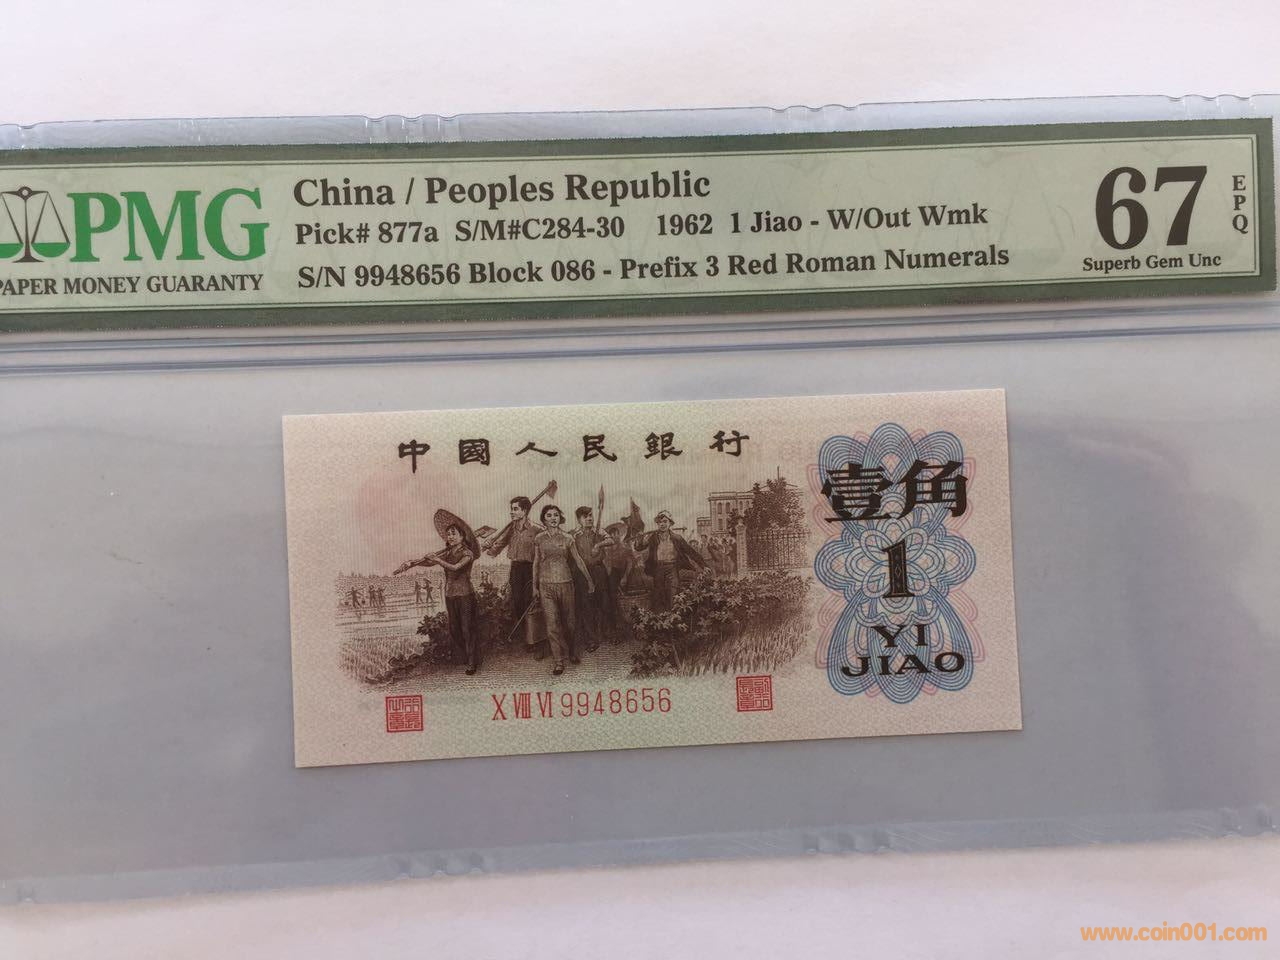 PMG
PAPER MONEY GUARANTY
China / Peoples Republic
Pick# 877a S/M#C284-30 1962 1 Jiao - W/Out Wmk
S/N 9948656 Block 086 - Prefix 3 Red Roman Numerals
67
EPQ
Superb Gem Unc
中國人民銀行
壹角
1
YI
JIAO
X VIII VI 9948656
www.coin001.com